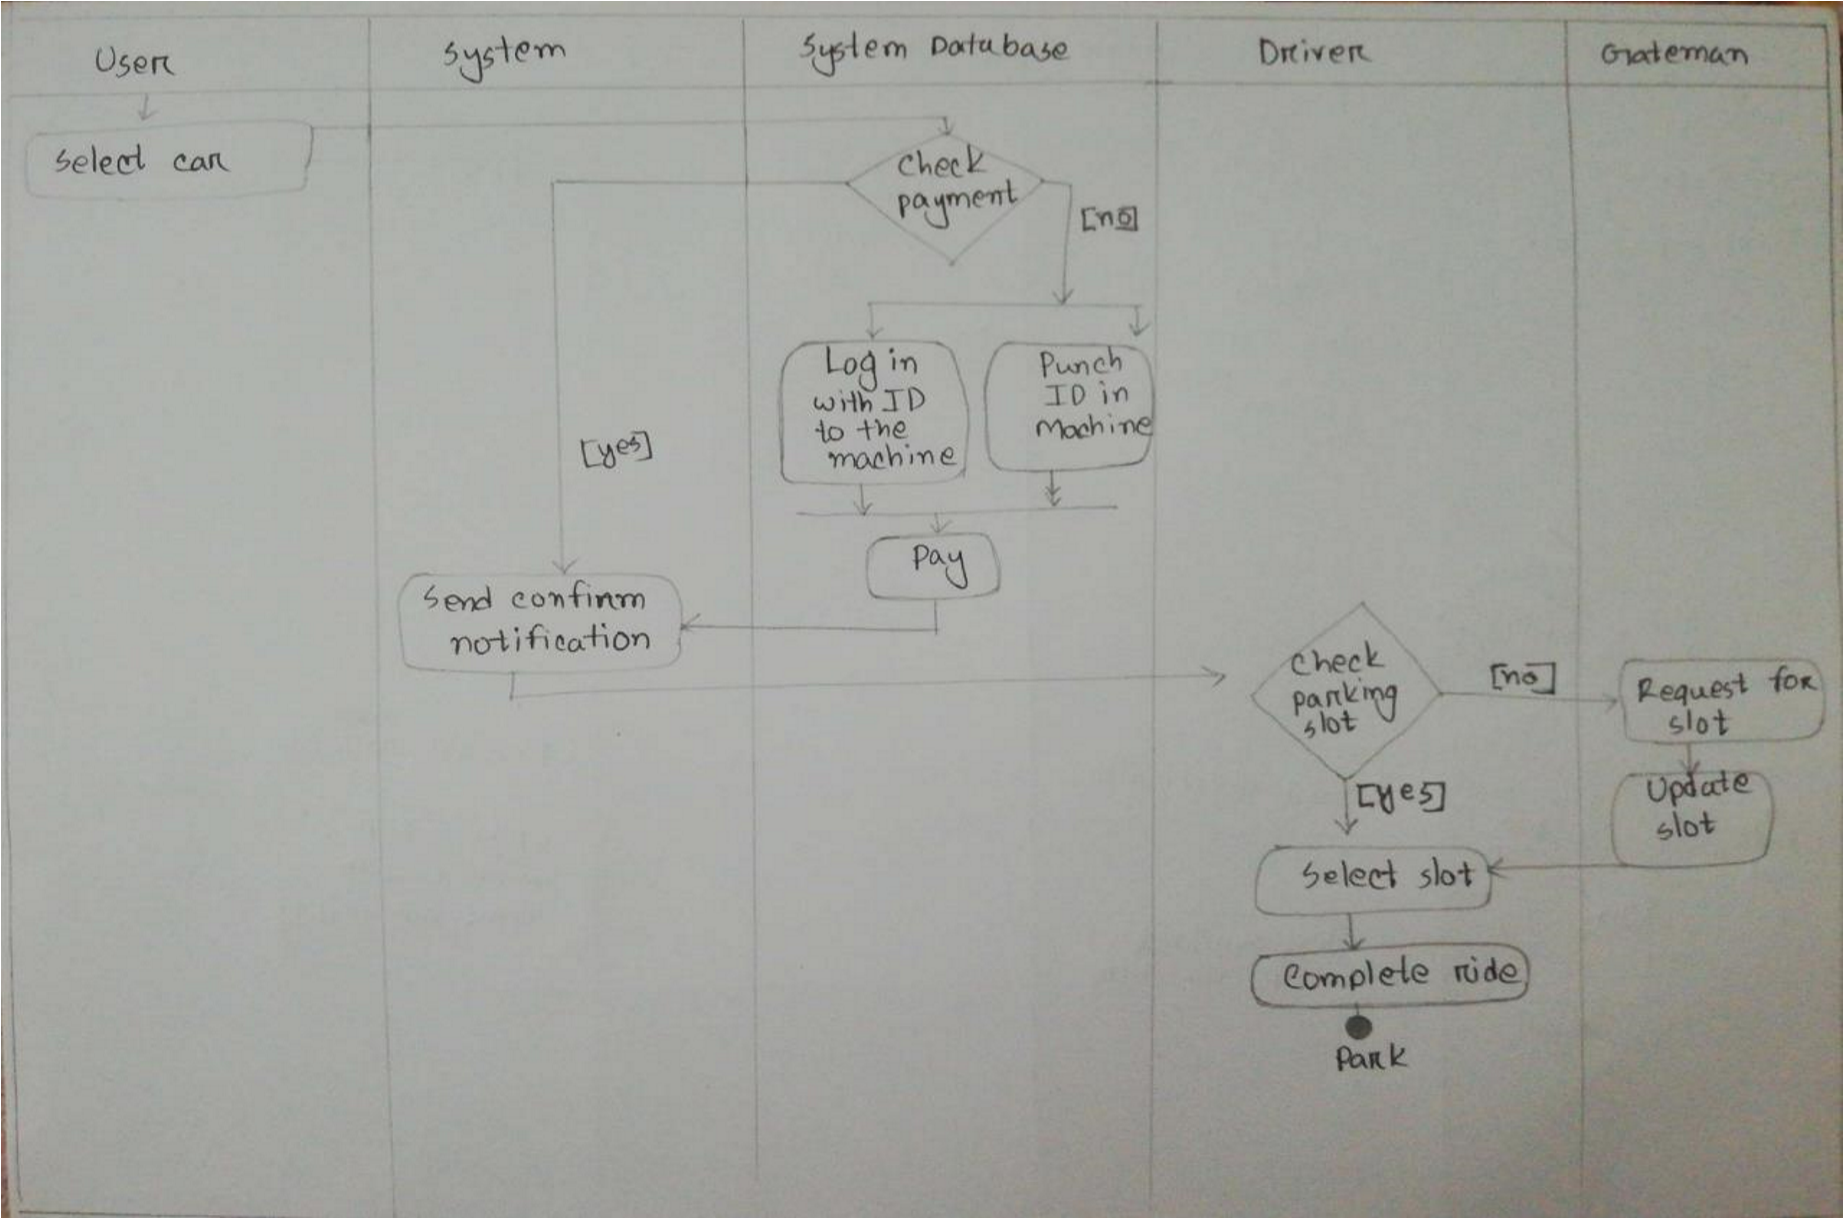 User
System
System Database
Driver
Grateman
Select car
Check
payment
[no]
[yes]
Log in
with ID
to the
machine
Punch
ID in
Machine
Pay
Send confirm
notification
Check
parking
slot
[no]
Request for
slot
[yes]
Update
slot
Select slot
Complete ride
Park